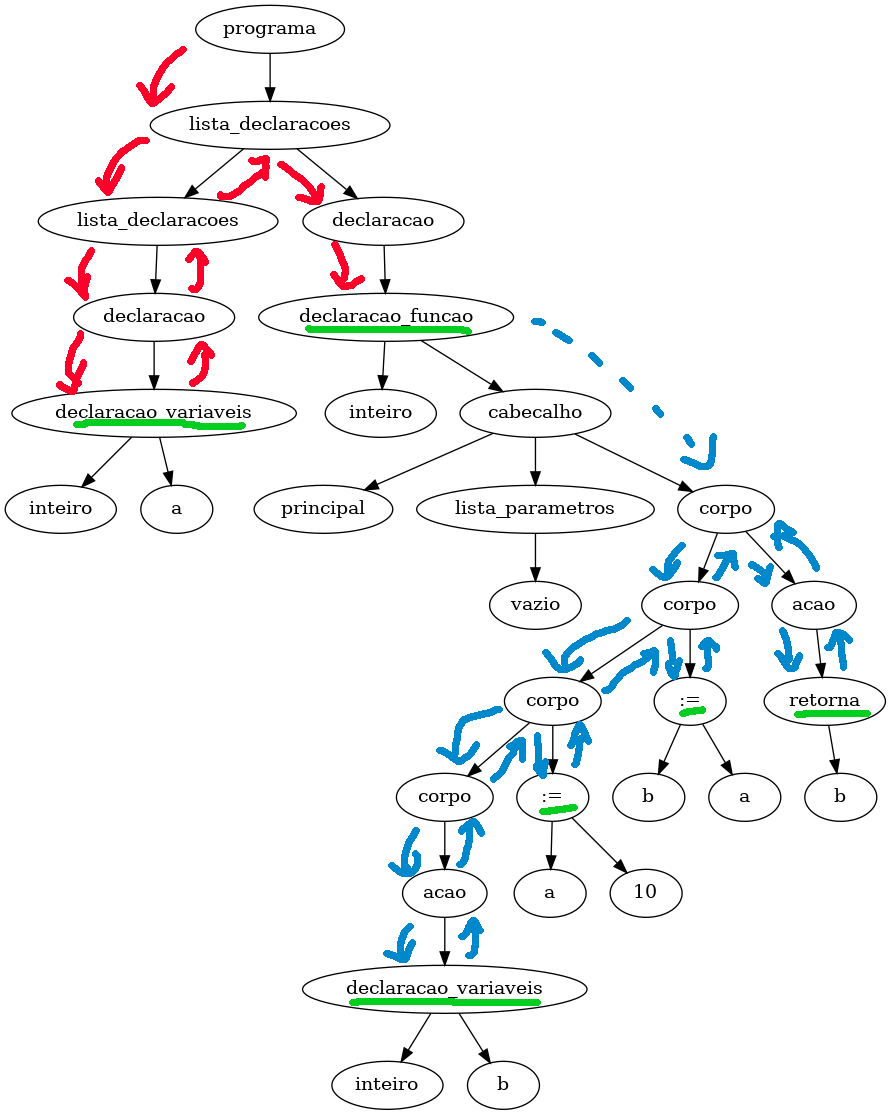 programa
lista_declaracoes
lista_declaracoes
declaracao
declaracao
declaracao_funcao
declaracao_variaveis
inteiro
cabecalho
inteiro
a
principal
lista_parametros
corpo
vazio
corpo
acao
corpo
:=
retorna
corpo
:=
b
a
b
acao
a
10
declaracao_variaveis
inteiro
b